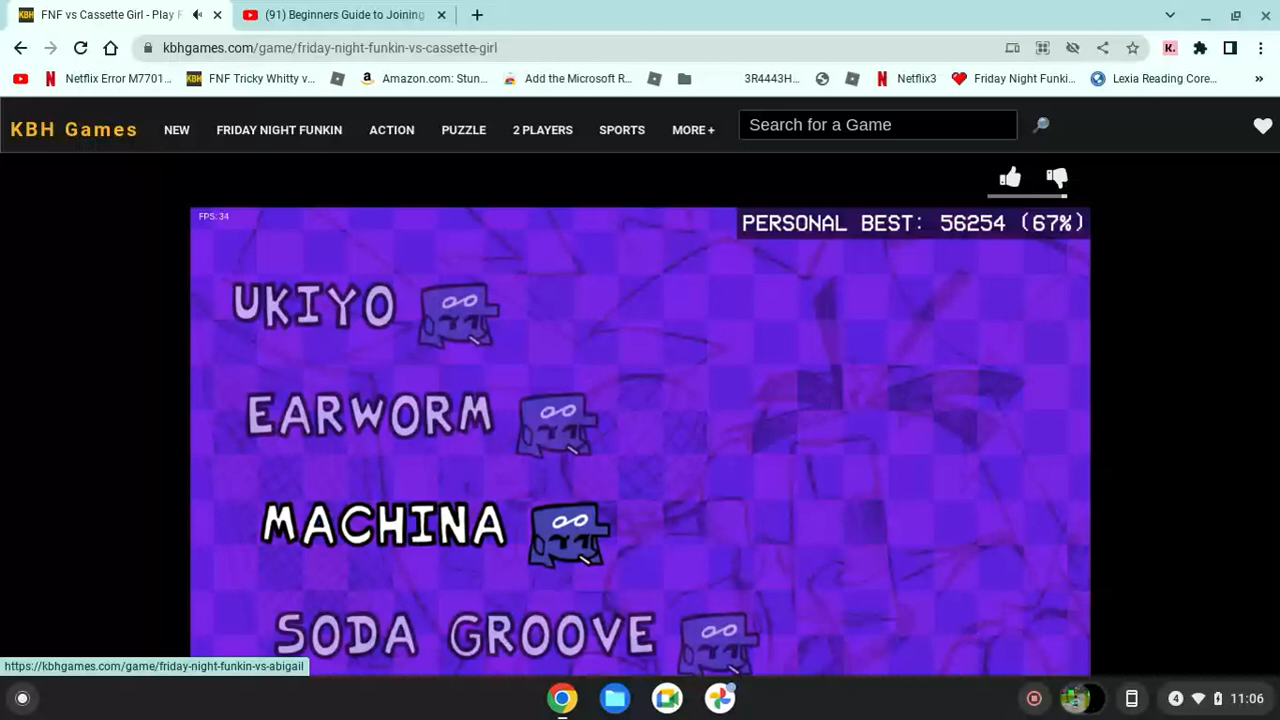 FNF vs Cassette Girl - Play F
(91) Beginners Guide to Joining
kbhgames.com/game/friday-night-funkin-vs-cassette-girl
K.
Netflix Error M7701...
KBH
FNF Tricky Whitty v...
Amazon.com: Stun...
Add the Microsoft R...
3R4443H...
Netflix3
Friday Night Funki...
Lexia Reading Core...
»
KBH Games
NEW
FRIDAY NIGHT FUNKIN
ACTION
PUZZLE
2 PLAYERS
SPORTS
MORE +
Search for a Game
FPS: 34
PERSONAL BEST: 56254 (67%)
UKIYO
EARWORM
MACHINA
SODA GROOVE
https://kbhgames.com/game/friday-night-funkin-vs-abigail
4
11:06